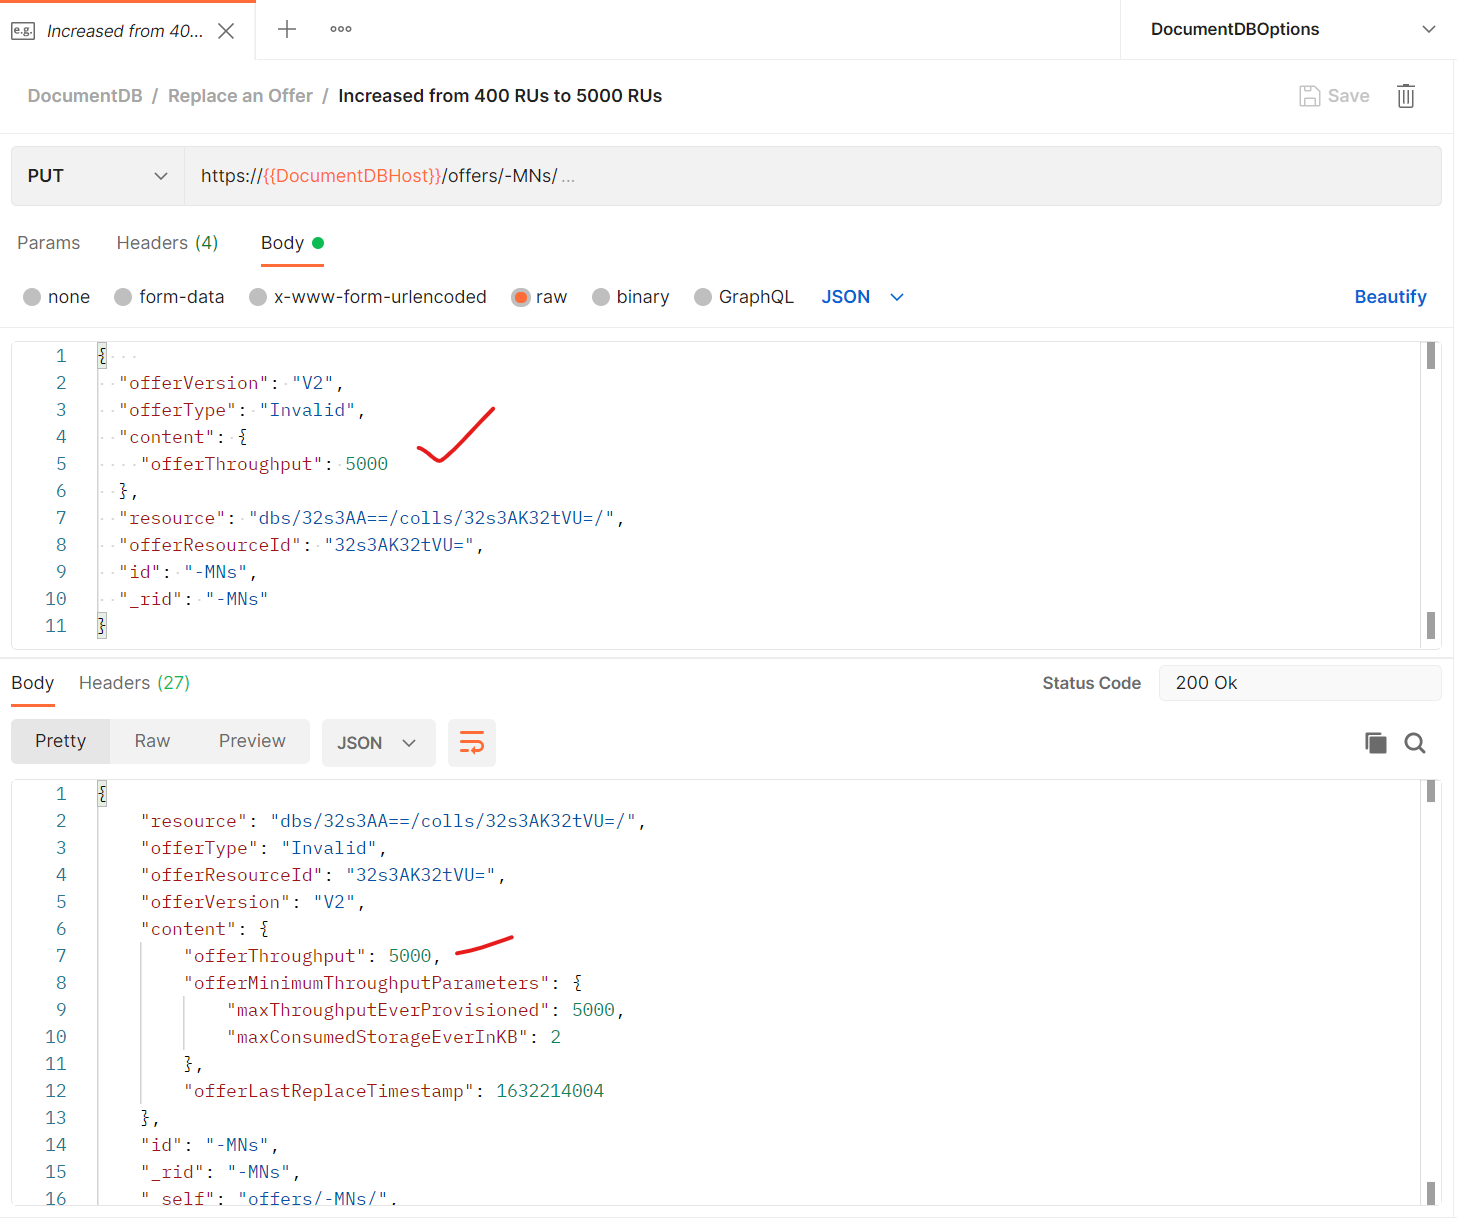 e.g. Increased from 40...
DocumentDBOptions
DocumentDB / Replace an Offer / Increased from 400 RUs to 5000 RUs
Save
PUT
https://{{DocumentDBHost}}/offers/-MNs/ ...
Params Headers (4) Body
none form-data x-www-form-urlencoded raw binary GraphQL JSON Beautify
1 {
2 "offerVersion": "V2",
3 "offerType": "Invalid",
4 "content": {
5 "offerThroughput": 5000
6 },
7 "resource": "dbs/32s3AA==/colls/32s3AK32tVU=/",
8 "offerResourceId": "32s3AK32tVU=",
9 "id": "-MNs",
10 "_rid": "-MNs"
11 }
Body Headers (27) Status Code 200 Ok
Pretty Raw Preview JSON
1 {
2 "resource": "dbs/32s3AA==/colls/32s3AK32tVU=/",
3 "offerType": "Invalid",
4 "offerResourceId": "32s3AK32tVU=",
5 "offerVersion": "V2",
6 "content": {
7 "offerThroughput": 5000,
8 "offerMinimumThroughputParameters": {
9 "maxThroughputEverProvisioned": 5000,
10 "maxConsumedStorageEverInKB": 2
11 },
12 "offerLastReplaceTimestamp": 1632214004
13 },
14 "id": "-MNs",
15 "_rid": "-MNs",
16 "_self": "offers/-MNs/",